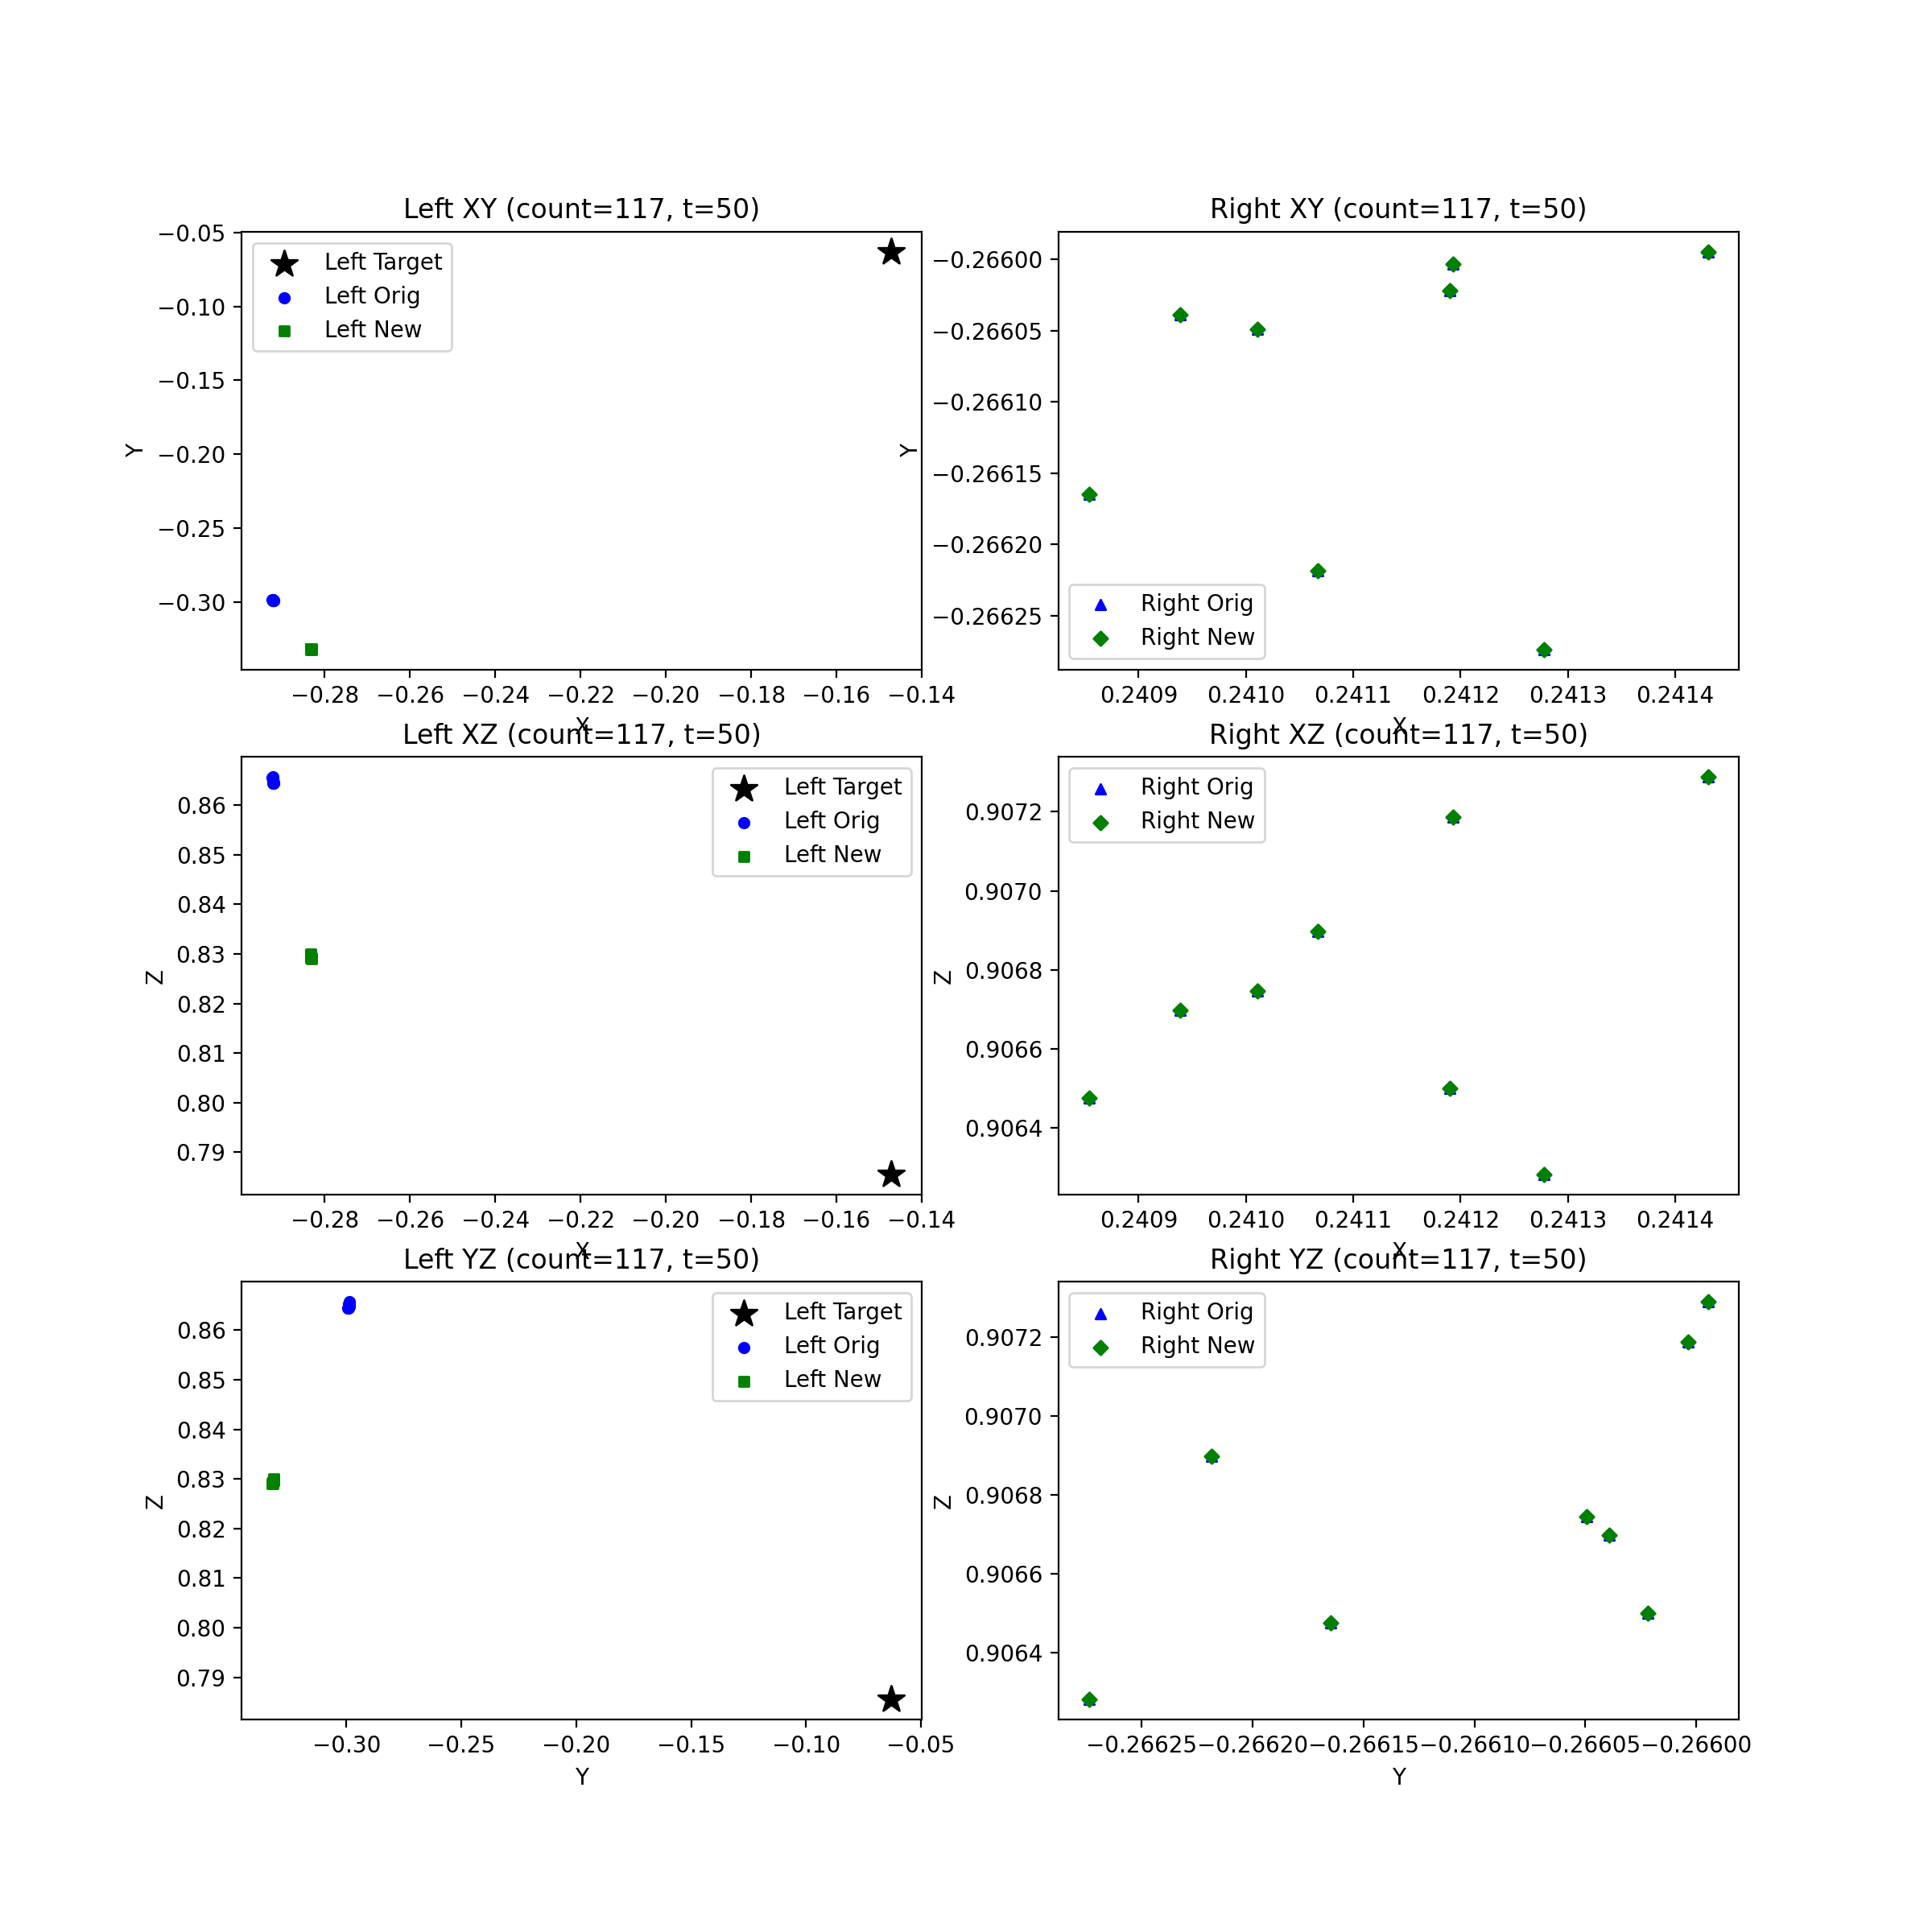 Left XY (count=117, t=50)
−0.05
−0.10
−0.15
−0.20
−0.25
−0.30
Y
Left Target
Left Orig
Left New
−0.28 −0.26 −0.24 −0.22 −0.20 −0.18 −0.16 −0.14
X
Right XY (count=117, t=50)
−0.26600
−0.26605
−0.26610
−0.26615
−0.26620
−0.26625
Y
Right Orig
Right New
0.2409 0.2410 0.2411 0.2412 0.2413 0.2414
X
Left XZ (count=117, t=50)
0.86
0.85
0.84
0.83
0.82
0.81
0.80
0.79
Z
Left Target
Left Orig
Left New
−0.28 −0.26 −0.24 −0.22 −0.20 −0.18 −0.16 −0.14
X
Right XZ (count=117, t=50)
0.9072
0.9070
0.9068
0.9066
0.9064
Z
Right Orig
Right New
0.2409 0.2410 0.2411 0.2412 0.2413 0.2414
X
Left YZ (count=117, t=50)
0.86
0.85
0.84
0.83
0.82
0.81
0.80
0.79
Z
Left Target
Left Orig
Left New
−0.30 −0.25 −0.20 −0.15 −0.10 −0.05
Y
Right YZ (count=117, t=50)
0.9072
0.9070
0.9068
0.9066
0.9064
Z
Right Orig
Right New
−0.26625 −0.26620 −0.26615 −0.26610 −0.26605 −0.26600
Y